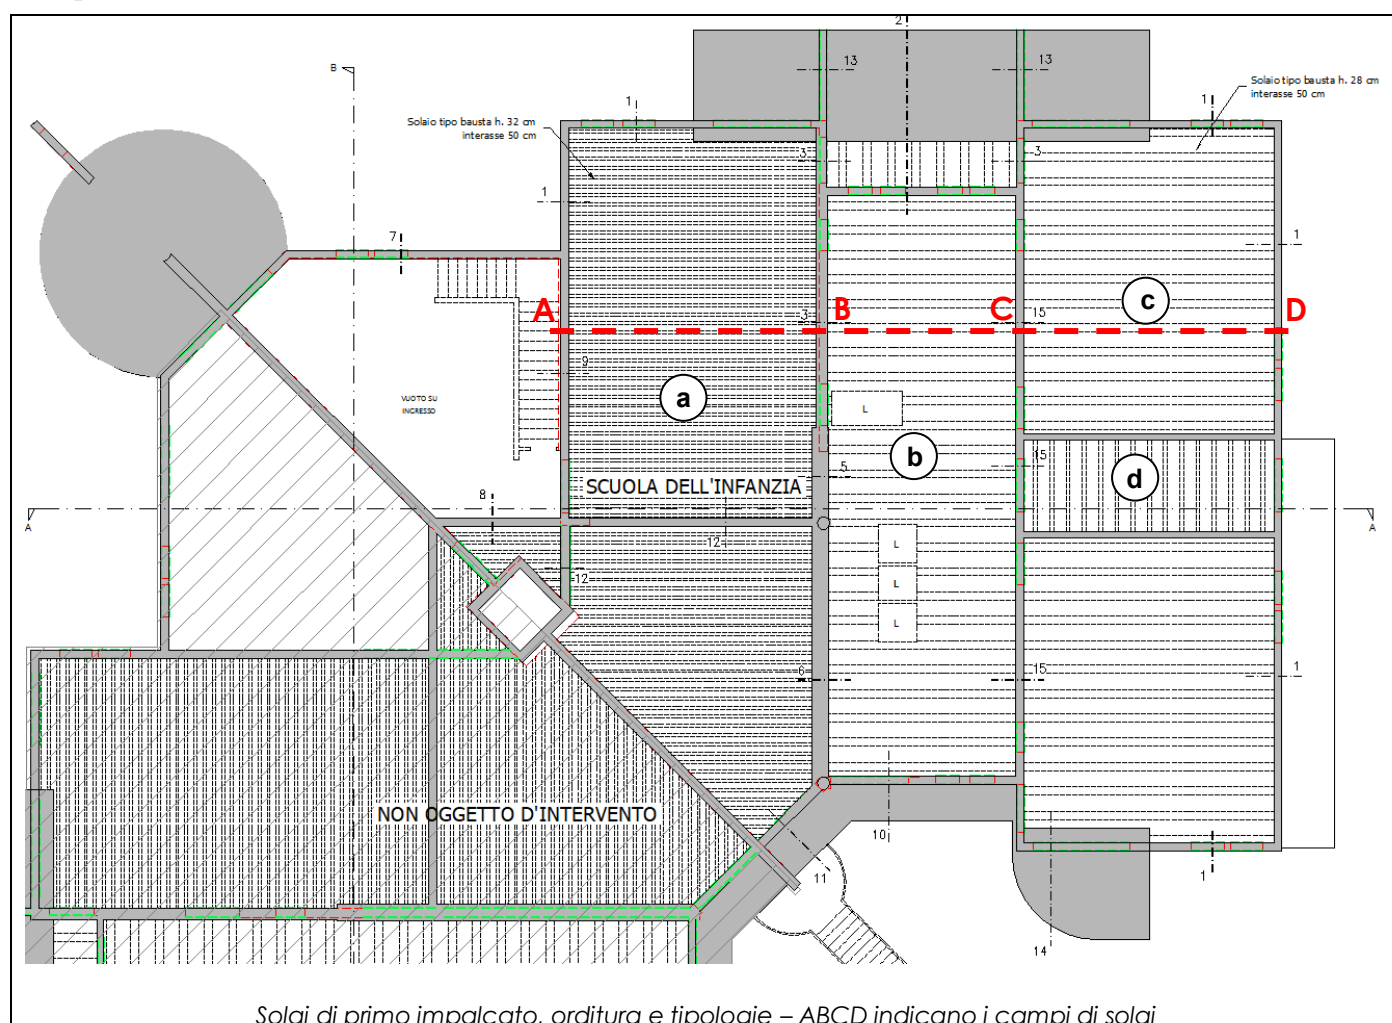 2
B
13
13
Solaio tipo bausta h. 28 cm
interasse 50 cm
1
1
Solaio tipo bausta h. 32 cm
interasse 50 cm
3
3
1
7
1
A
3
B
C
15
c
D
9
a
VUOTO SU
INGRESSO
L
b
5
15
d
SCUOLA DELL'INFANZIA
8
A
A
12
L
12
L
L
6
15
1
NON OGGETTO D'INTERVENTO
10
11
1
14
Solai di primo impalcato, orditura e tipologie – ABCD indicano i campi di solai